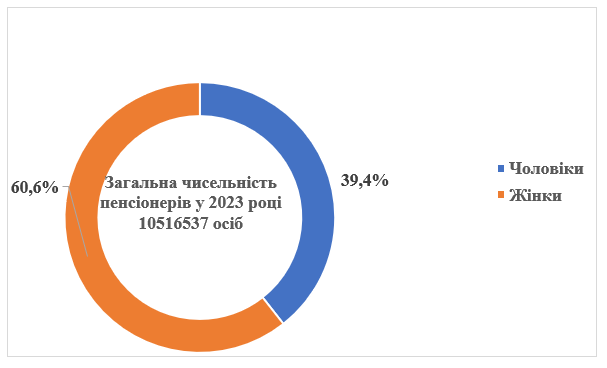 60,6%
Загальна чисельність
пенсіонерів у 2023 році
10516537 осіб
39,4%
Чоловіки
Жінки